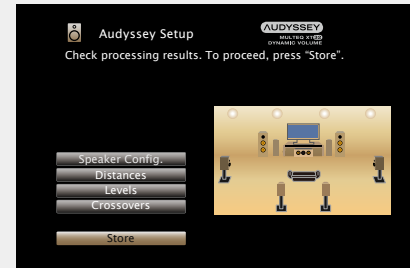 Audyssey Setup
AUDYSSEY
MULTEQ XT32
DYNAMIC VOLUME
Check processing results. To proceed, press “Store”.
Speaker Config.
Distances
Levels
Crossovers
Store